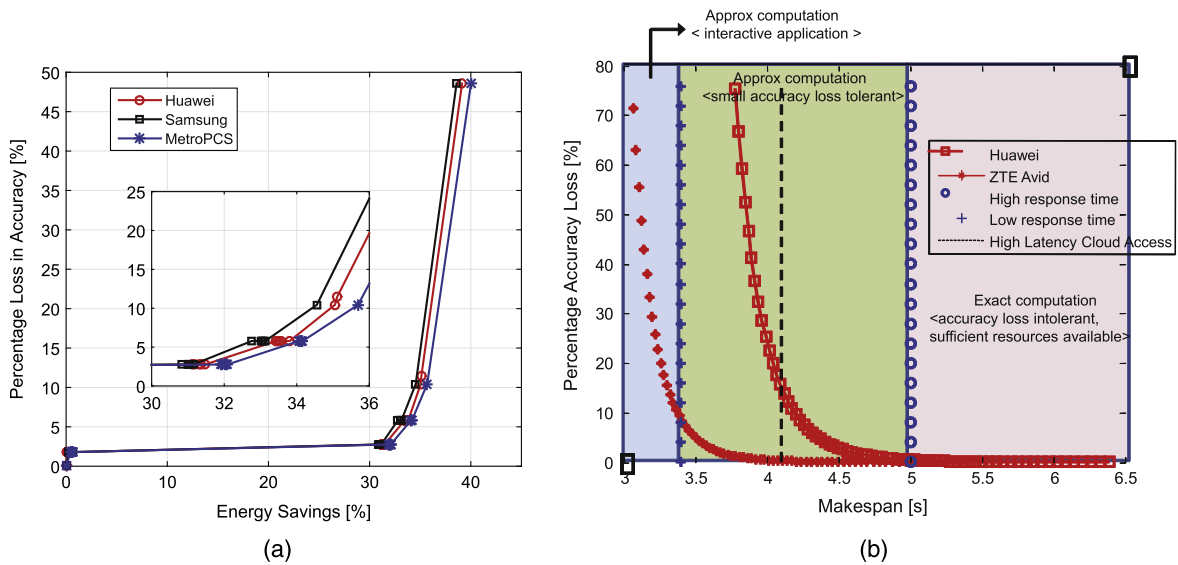 Approx computation
< interactive application >
Percentage Loss in Accuracy [%]
50
45
40
35
30
25
20
15
10
5
0
0
10
20
30
40
Energy Savings [%]
Huawei
Samsung
MetroPCS
25
20
15
10
5
0
30
32
34
36
(a)
Percentage Accuracy Loss [%]
80
70
60
50
40
30
20
10
0
3
3.5
4
4.5
5
5.5
6
6.5
Makespan [s]
Approx computation
<small accuracy loss tolerant>
Huawei
ZTE Avid
High response time
Low response time
High Latency Cloud Access
Exact computation
<accuracy loss intolerant,
sufficient resources available>
(b)